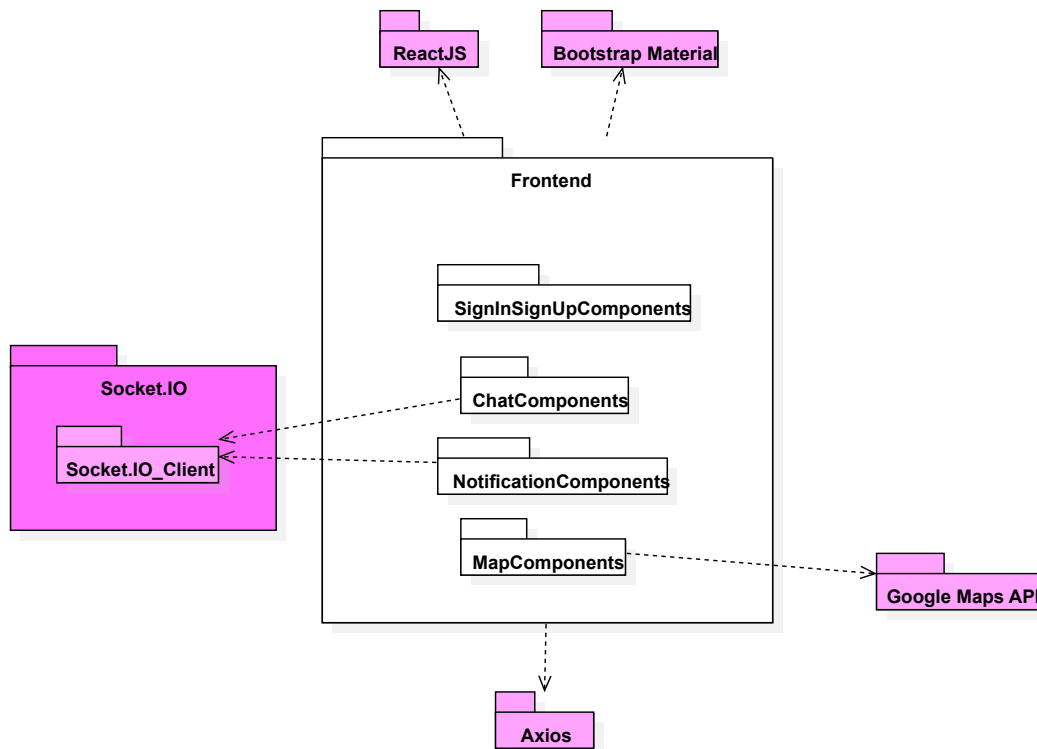 ReactJS
Bootstrap Material
Frontend
SignInSignUpComponents
Socket.IO
ChatComponents
Socket.IO_Client
NotificationComponents
MapComponents
Google Maps API
Axios